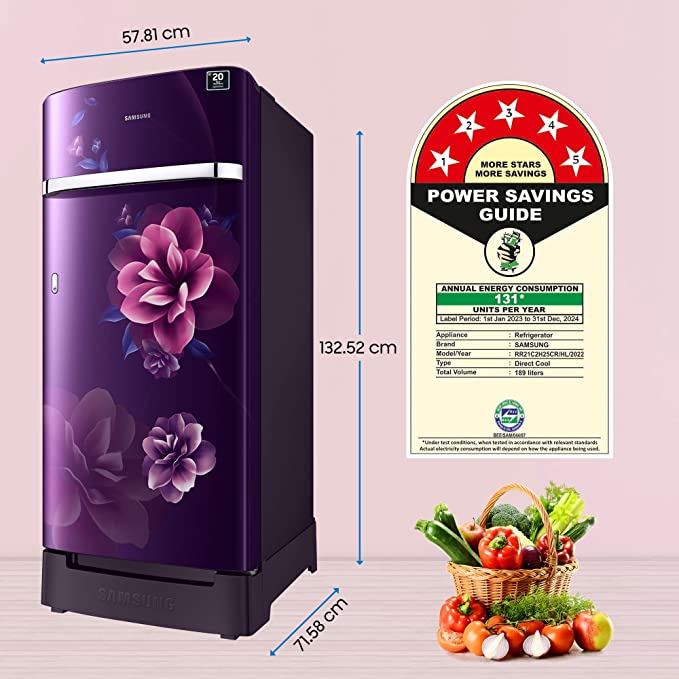 57.81 cm
20
SAMSUNG
132.52 cm
SAMSUNG
71.58 cm
1 2 3 4 5
MORE STARS
MORE SAVINGS
POWER SAVINGS
GUIDE
ANNUAL ENERGY CONSUMPTION
131*
UNITS PER YEAR
Label Period: 1st Jan 2023 to 31st Dec, 2024
Appliance : Refrigerator
Brand : SAMSUNG
Model/Year : RR21C2H25CR/HL/2022
Type : Direct Cool
Total Volume : 189 liters
*Under test conditions, when tested in accordance with relevant standards
Actual electricity consumption will depend on how the appliance being used.